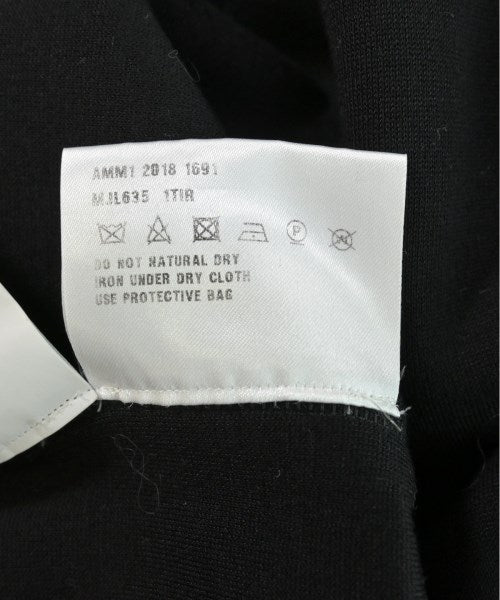 AMM1 2018 1691
MJL635 1TIR
P
DO NOT NATURAL DRY
IRON UNDER DRY CLOTH
USE PROTECTIVE BAG